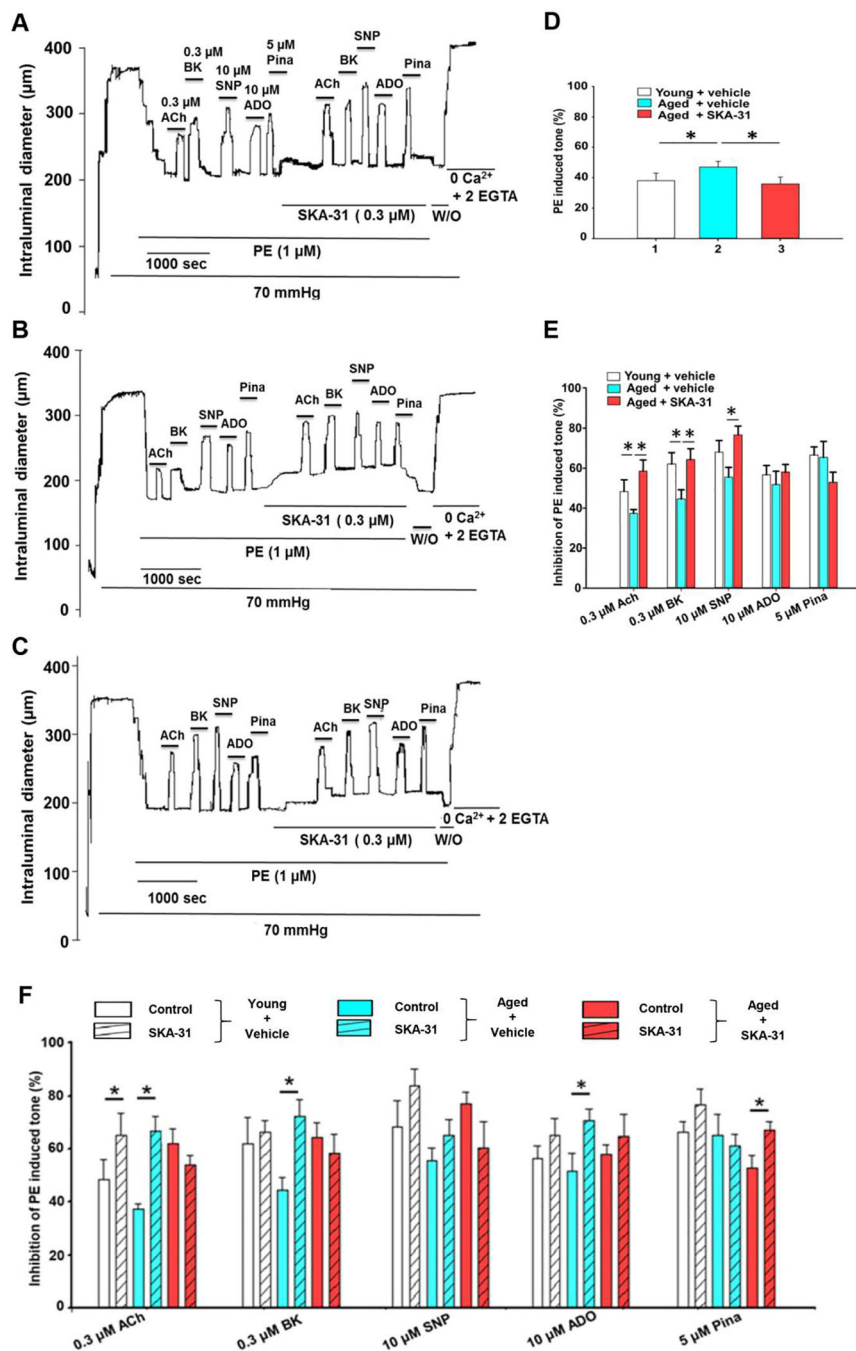 A
Intraluminal diameter (µm)
400
300
200
100
0
0.3 µM
ACh
0.3 µM
BK
10 µM
SNP
10 µM
ADO
5 µM
Pina
ACh
BK
SNP
ADO
Pina
0 Ca²⁺
+ 2 EGTA
SKA-31 ( 0.3 µM)
W/O
PE (1 µM)
1000 sec
70 mmHg
B
Intraluminal diameter (µm)
400
300
200
100
0
ACh
BK
SNP
ADO
Pina
ACh
BK
SNP
ADO
Pina
SKA-31 ( 0.3 µM)
0 Ca²⁺
+ 2 EGTA
W/O
PE (1 µM)
1000 sec
70 mmHg
C
Intraluminal diameter (µm)
400
300
200
100
0
ACh
BK
SNP
ADO
Pina
ACh
BK
SNP
ADO
Pina
0 Ca²⁺ + 2 EGTA
SKA-31 ( 0.3 µM)
W/O
PE (1 µM)
1000 sec
70 mmHg
D
PE induced tone (%)
100
80
60
40
20
0
Young + vehicle
Aged + vehicle
Aged + SKA-31
*
*
1
2
3
E
Inhibition of PE induced tone (%)
100
80
60
40
20
0
Young + vehicle
Aged + vehicle
Aged + SKA-31
* *
* *
*
0.3 µM Ach
0.3 µM BK
10 µM SNP
10 µM ADO
5 µM Pina
F
Control
SKA-31
Young
+
Vehicle
Control
SKA-31
Aged
+
Vehicle
Control
SKA-31
Aged
+
SKA-31
Inhibition of PE induced tone (%)
100
80
60
40
20
0
*
*
*
*
*
0.3 µM ACh
0.3 µM BK
10 µM SNP
10 µM ADO
5 µM Pina